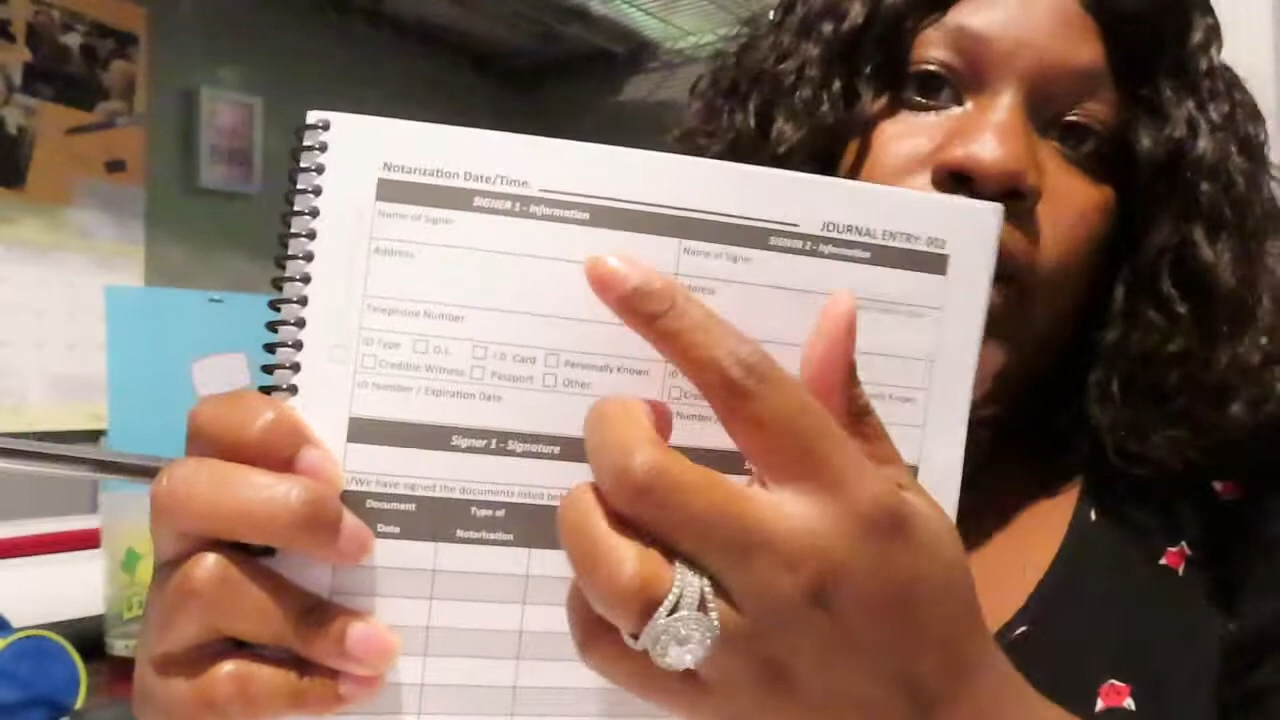 Notarization Date/Time:
JOURNAL ENTRY: 002
SIGNER 1 - Information
SIGNER 2 - Information
Name of Signer
Name of Signer
Address
Telephone Number
ID Type D.L. I.D. Card Personally Known
Credible Witness Passport Other
ID Number / Expiration Date
Number
Signer 1 - Signature
I/We have signed the documents listed
Document Date
Type of Notarization